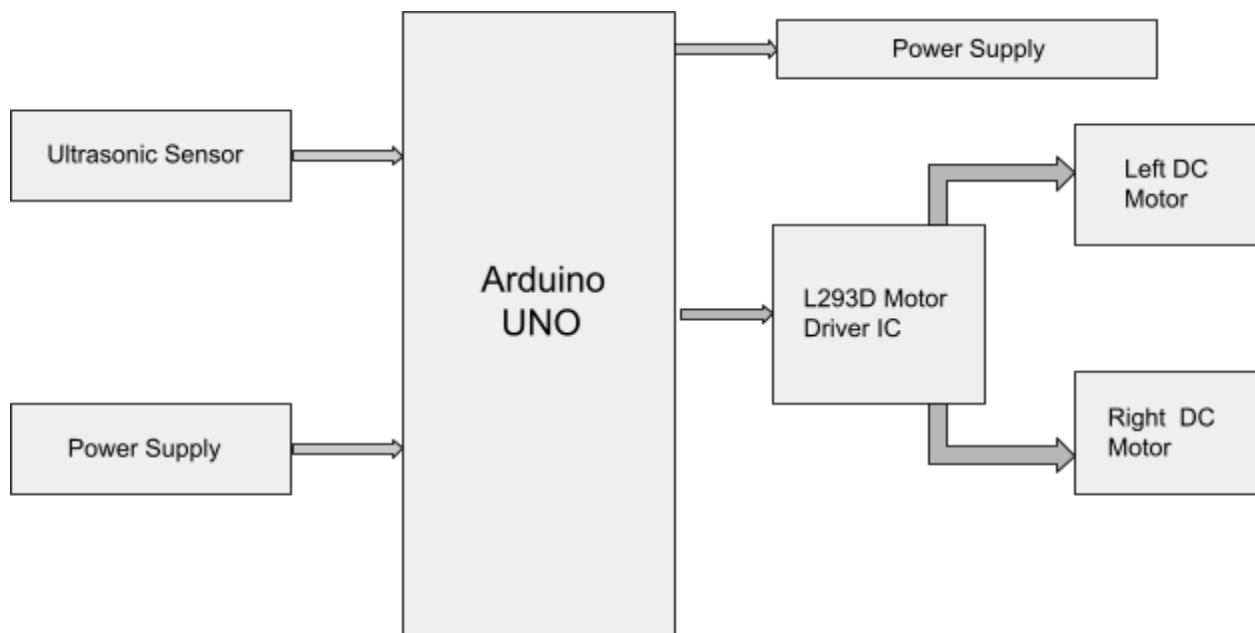 Power Supply
Ultrasonic Sensor
Left DC
Motor
Arduino
UNO
L293D Motor
Driver IC
Power Supply
Right  DC
Motor